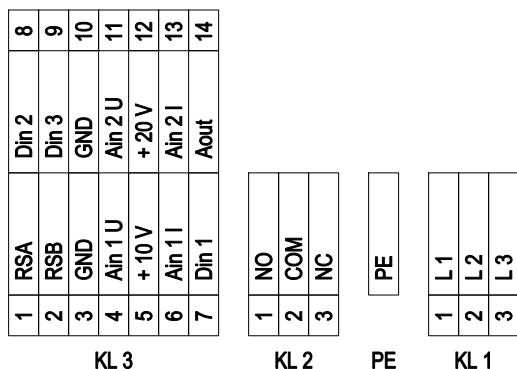 8 9 10 11 12 13 14
Din 2 Din 3 GND Ain 2 U + 20 V Ain 2 I Aout
RSA RSB GND Ain 1 U + 10 V Ain 1 I Din 1
1 2 3 4 5 6 7
KL 3
NO COM NC
1 2 3
KL 2
PE
PE
L 1 L 2 L 3
1 2 3
KL 1